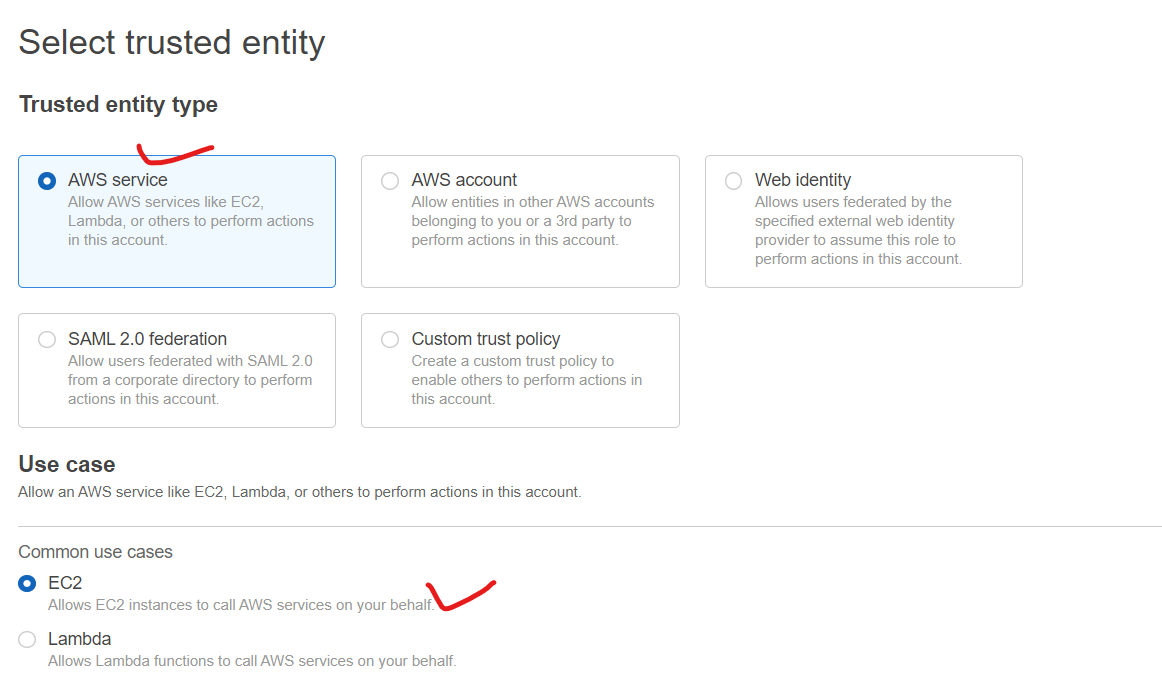 Select trusted entity
Trusted entity type
AWS service
Allow AWS services like EC2,
Lambda, or others to perform actions
in this account.
AWS account
Allow entities in other AWS accounts
belonging to you or a 3rd party to
perform actions in this account.
Web identity
Allows users federated by the
specified external web identity
provider to assume this role to
perform actions in this account.
SAML 2.0 federation
Allow users federated with SAML 2.0
from a corporate directory to perform
actions in this account.
Custom trust policy
Create a custom trust policy to
enable others to perform actions in
this account.
Use case
Allow an AWS service like EC2, Lambda, or others to perform actions in this account.
Common use cases
EC2
Allows EC2 instances to call AWS services on your behalf.
Lambda
Allows Lambda functions to call AWS services on your behalf.